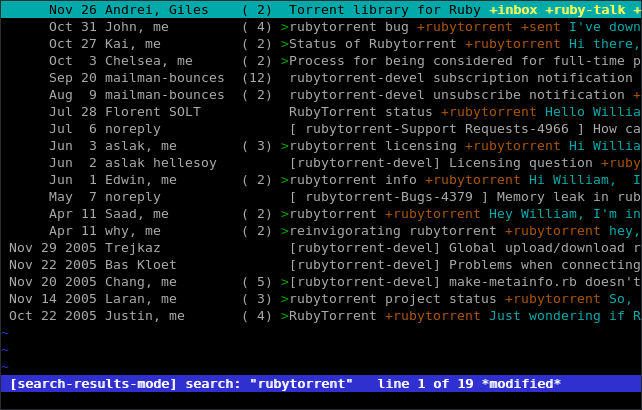 Nov 26 Andrei, Giles ( 2) Torrent library for Ruby +inbox +ruby-talk +
Oct 31 John, me ( 4) >rubytorrent bug +rubytorrent +sent I've down
Oct 27 Kai, me ( 2) >Status of Rubytorrent +rubytorrent Hi there,
Oct 3 Chelsea, me ( 2) >Process for being considered for full-time p
Sep 20 mailman-bounces (12) rubytorrent-devel subscription notification
Aug 9 mailman-bounces ( 2) rubytorrent-devel unsubscribe notification +
Jul 28 Florent SOLT RubyTorrent status +rubytorrent Hello Willia
Jul 6 noreply [ rubytorrent-Support Requests-4966 ] How ca
Jun 3 aslak, me ( 3) >rubytorrent licensing +rubytorrent Hi Willia
Jun 2 aslak hellesoy [rubytorrent-devel] Licensing question +ruby
Jun 1 Edwin, me ( 2) >rubytorrent info +rubytorrent Hi William, I
May 7 noreply [ rubytorrent-Bugs-4379 ] Memory leak in rub
Apr 11 Saad, me ( 2) >rubytorrent +rubytorrent Hey William, I'm in
Apr 11 why, me ( 2) >reinvigorating rubytorrent +rubytorrent hey,
Nov 29 2005 Trejkaz [rubytorrent-devel] Global upload/download r
Nov 22 2005 Bas Kloet [rubytorrent-devel] Problems when connecting
Nov 20 2005 Chang, me ( 5) >[rubytorrent-devel] make-metainfo.rb doesn't
Nov 14 2005 Laran, me ( 3) >rubytorrent project status +rubytorrent So,
Oct 22 2005 Justin, me ( 4) >RubyTorrent +rubytorrent Just wondering if R
~
~
~
[search-results-mode] search: "rubytorrent" line 1 of 19 *modified*